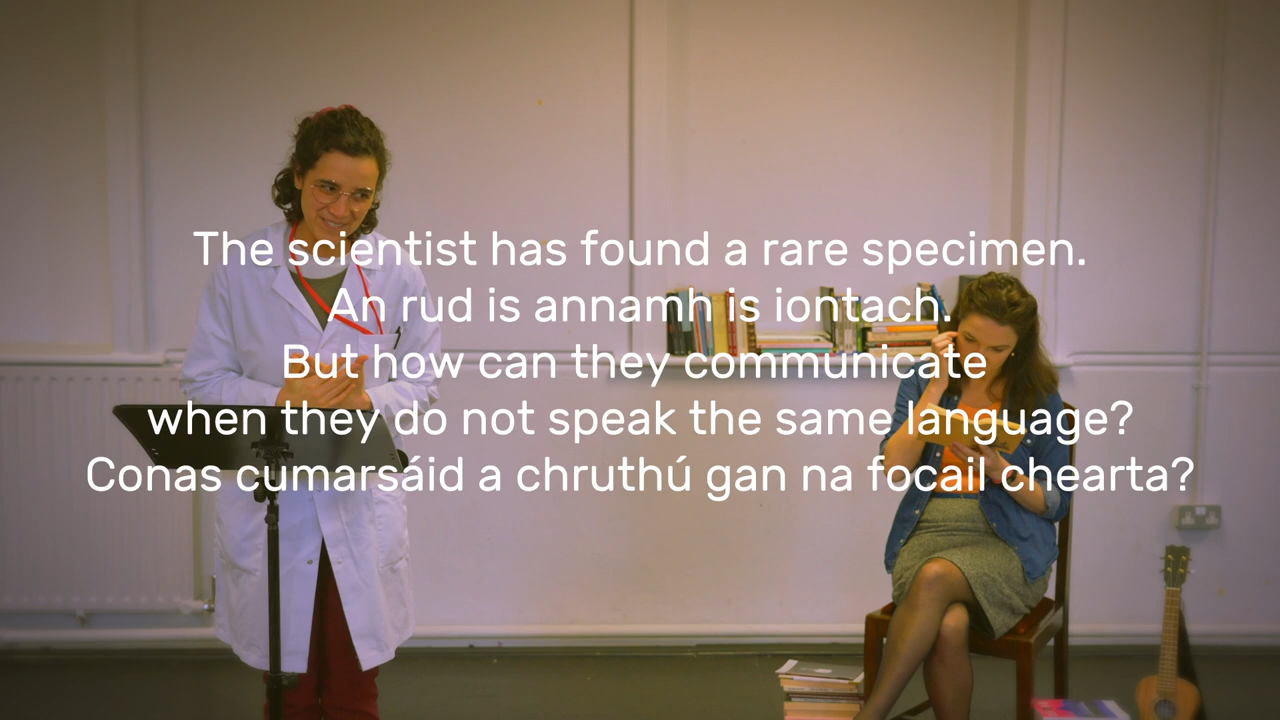 The scientist has found a rare specimen.
An rud is annamh is iontach.
But how can they communicate
when they do not speak the same language?
Conas cumarsáid a chruthú gan na focail chearta?